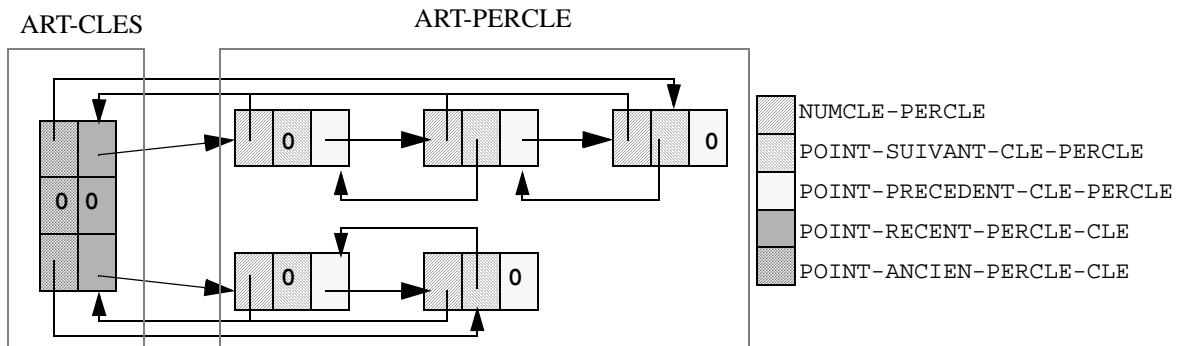 ART-CLES
ART-PERCLE
0
0
NUMCLE-PERCLE
POINT-SUIVANT-CLE-PERCLE
POINT-PRECEDENT-CLE-PERCLE
0 0
POINT-RECENT-PERCLE-CLE
0
0
POINT-ANCIEN-PERCLE-CLE